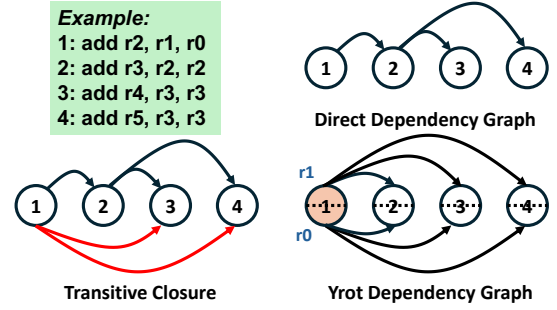 Example:
1: add r2, r1, r0
2: add r3, r2, r2
3: add r4, r3, r3
4: add r5, r3, r3
1 2 3 4
Direct Dependency Graph
1 2 3 4
Transitive Closure
r1
1 2 3 4
r0
Yrot Dependency Graph